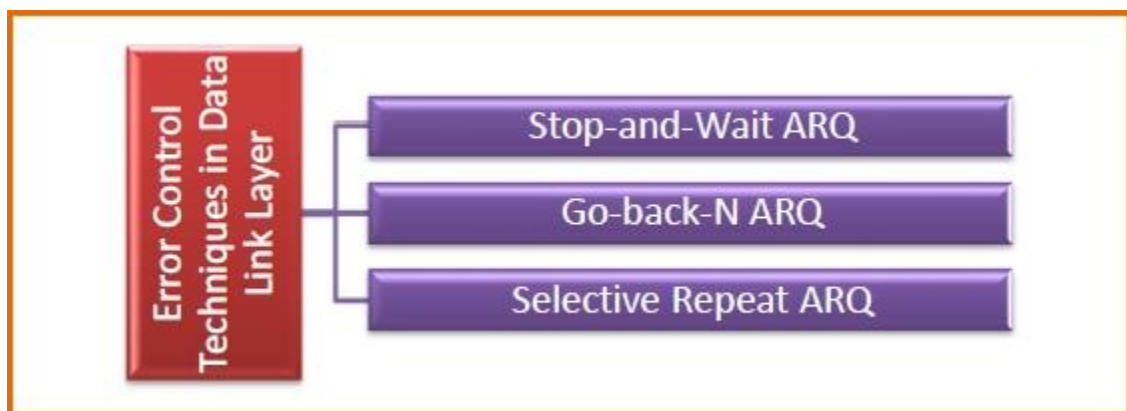 Error Control
Techniques in Data
Link Layer
Stop-and-Wait ARQ
Go-back-N ARQ
Selective Repeat ARQ